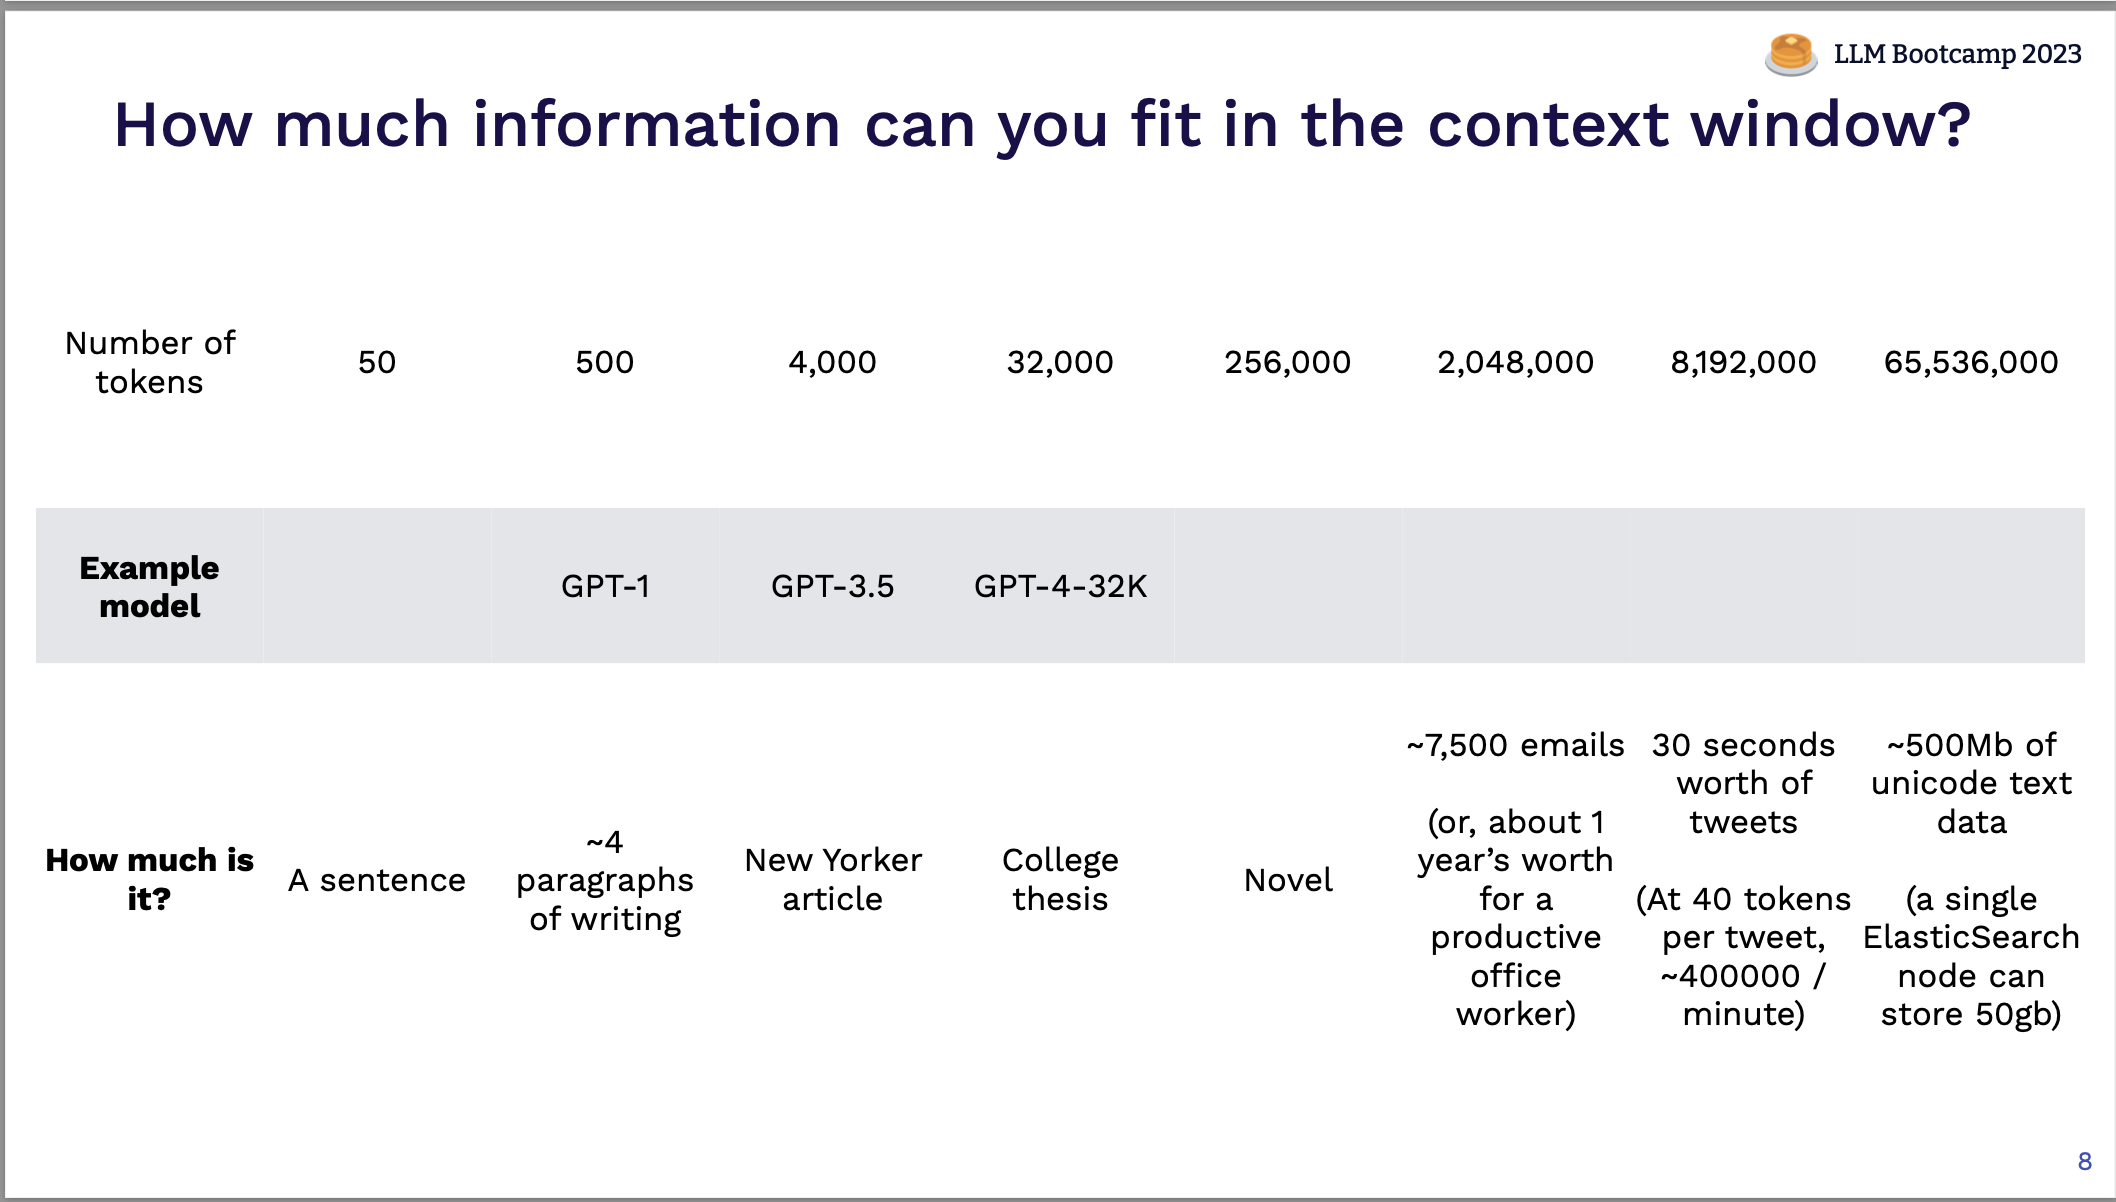 LLM Bootcamp 2023
How much information can you fit in the context window?
Number of
tokens
50
500
4,000
32,000
256,000
2,048,000
8,192,000
65,536,000
Example
model
GPT-1
GPT-3.5
GPT-4-32K
How much is
it?
A sentence
~4
paragraphs
of writing
New Yorker
article
College
thesis
Novel
~7,500 emails
(or, about 1
year’s worth
for a
productive
office
worker)
30 seconds
worth of
tweets
(At 40 tokens
per tweet,
~400000 /
minute)
~500Mb of
unicode text
data
(a single
ElasticSearch
node can
store 50gb)
8